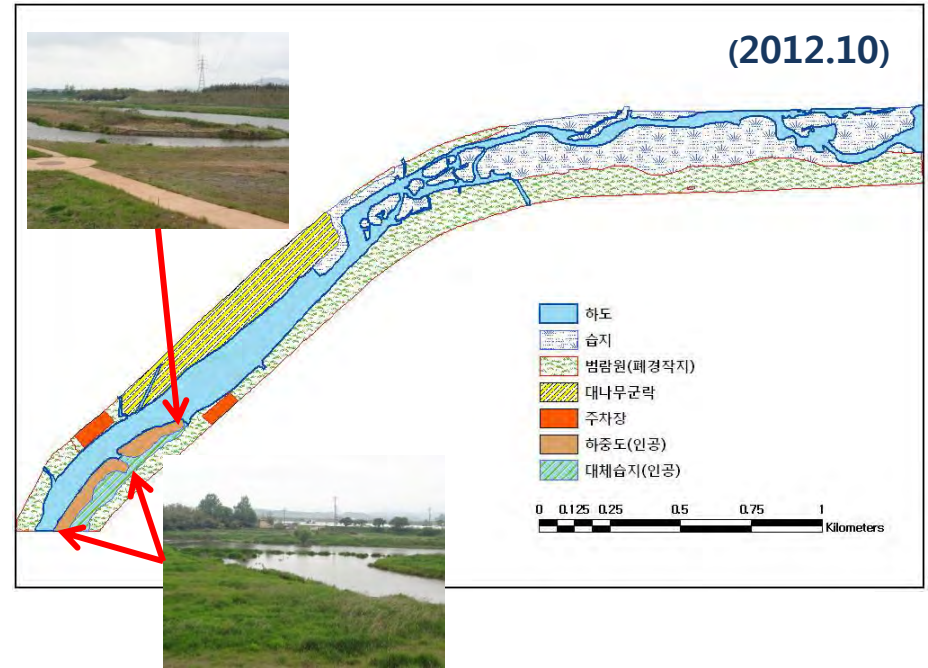 (2012.10)
하도
습지
범람원(폐경작지)
대나무군락
주차장
하중도(인공)
대체습지(인공)
0 0.125 0.25 0.5 0.75 1
Kilometers